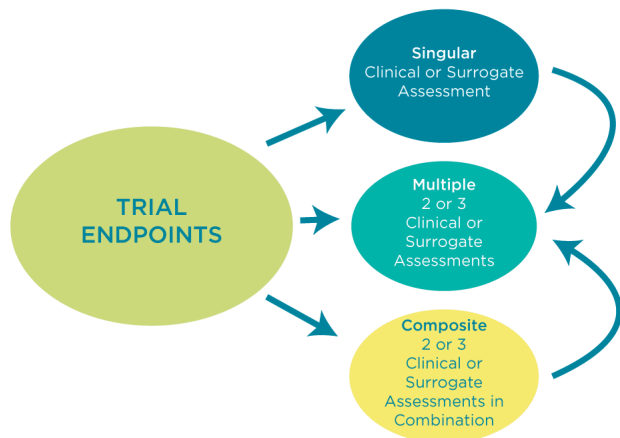 TRIAL
ENDPOINTS
Singular
Clinical or Surrogate
Assessment
Multiple
2 or 3
Clinical or
Surrogate
Assessments
Composite
2 or 3
Clinical or
Surrogate
Assessments in
Combination